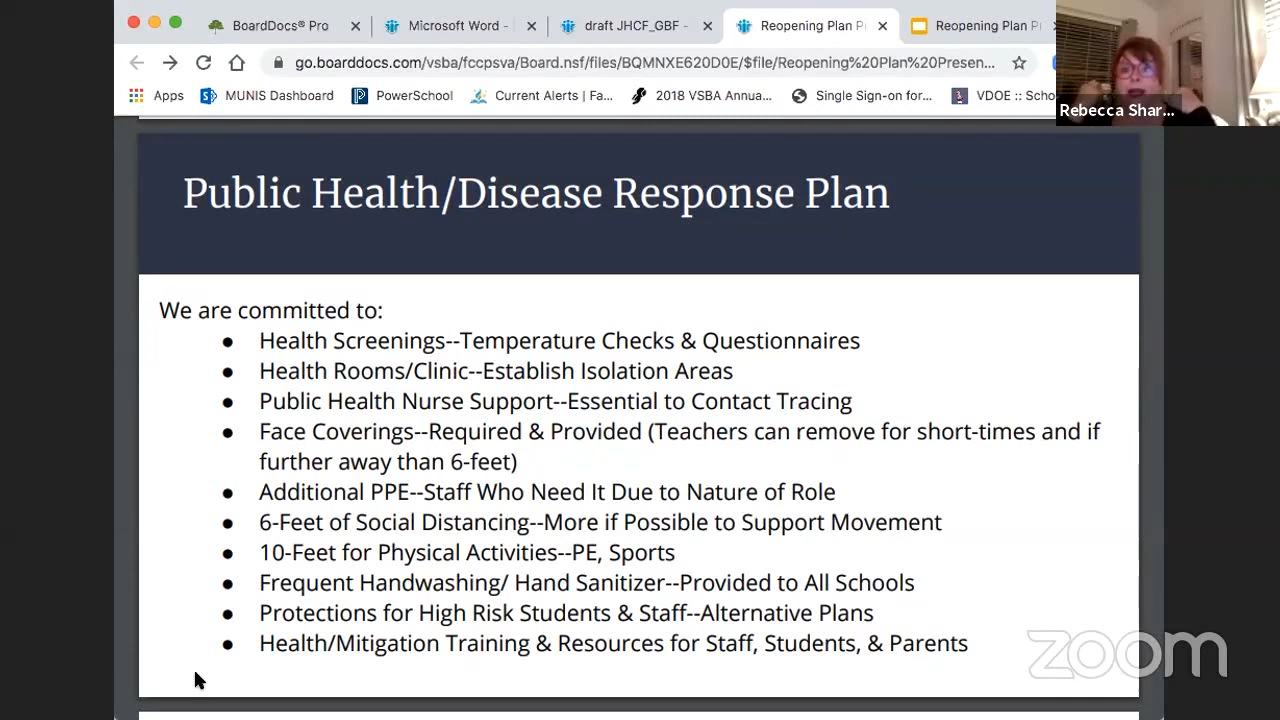 BoardDocs® Pro
Microsoft Word -
draft JHCF_GBF -
Reopening Plan P
Reopening Plan P
go.boarddocs.com/vsba/fccpsva/Board.nsf/files/BQMNXE620D0E/$file/Reopening%20Plan%20Presen...
Apps
MUNIS Dashboard
PowerSchool
Current Alerts | Fa...
2018 VSBA Annua...
Single Sign-on for...
VDOE :: Scho
Rebecca Shar...
Public Health/Disease Response Plan
We are committed to:
● Health Screenings--Temperature Checks & Questionnaires
● Health Rooms/Clinic--Establish Isolation Areas
● Public Health Nurse Support--Essential to Contact Tracing
● Face Coverings--Required & Provided (Teachers can remove for short-times and if
further away than 6-feet)
● Additional PPE--Staff Who Need It Due to Nature of Role
● 6-Feet of Social Distancing--More if Possible to Support Movement
● 10-Feet for Physical Activities--PE, Sports
● Frequent Handwashing/ Hand Sanitizer--Provided to All Schools
● Protections for High Risk Students & Staff--Alternative Plans
● Health/Mitigation Training & Resources for Staff, Students, & Parents
zoom